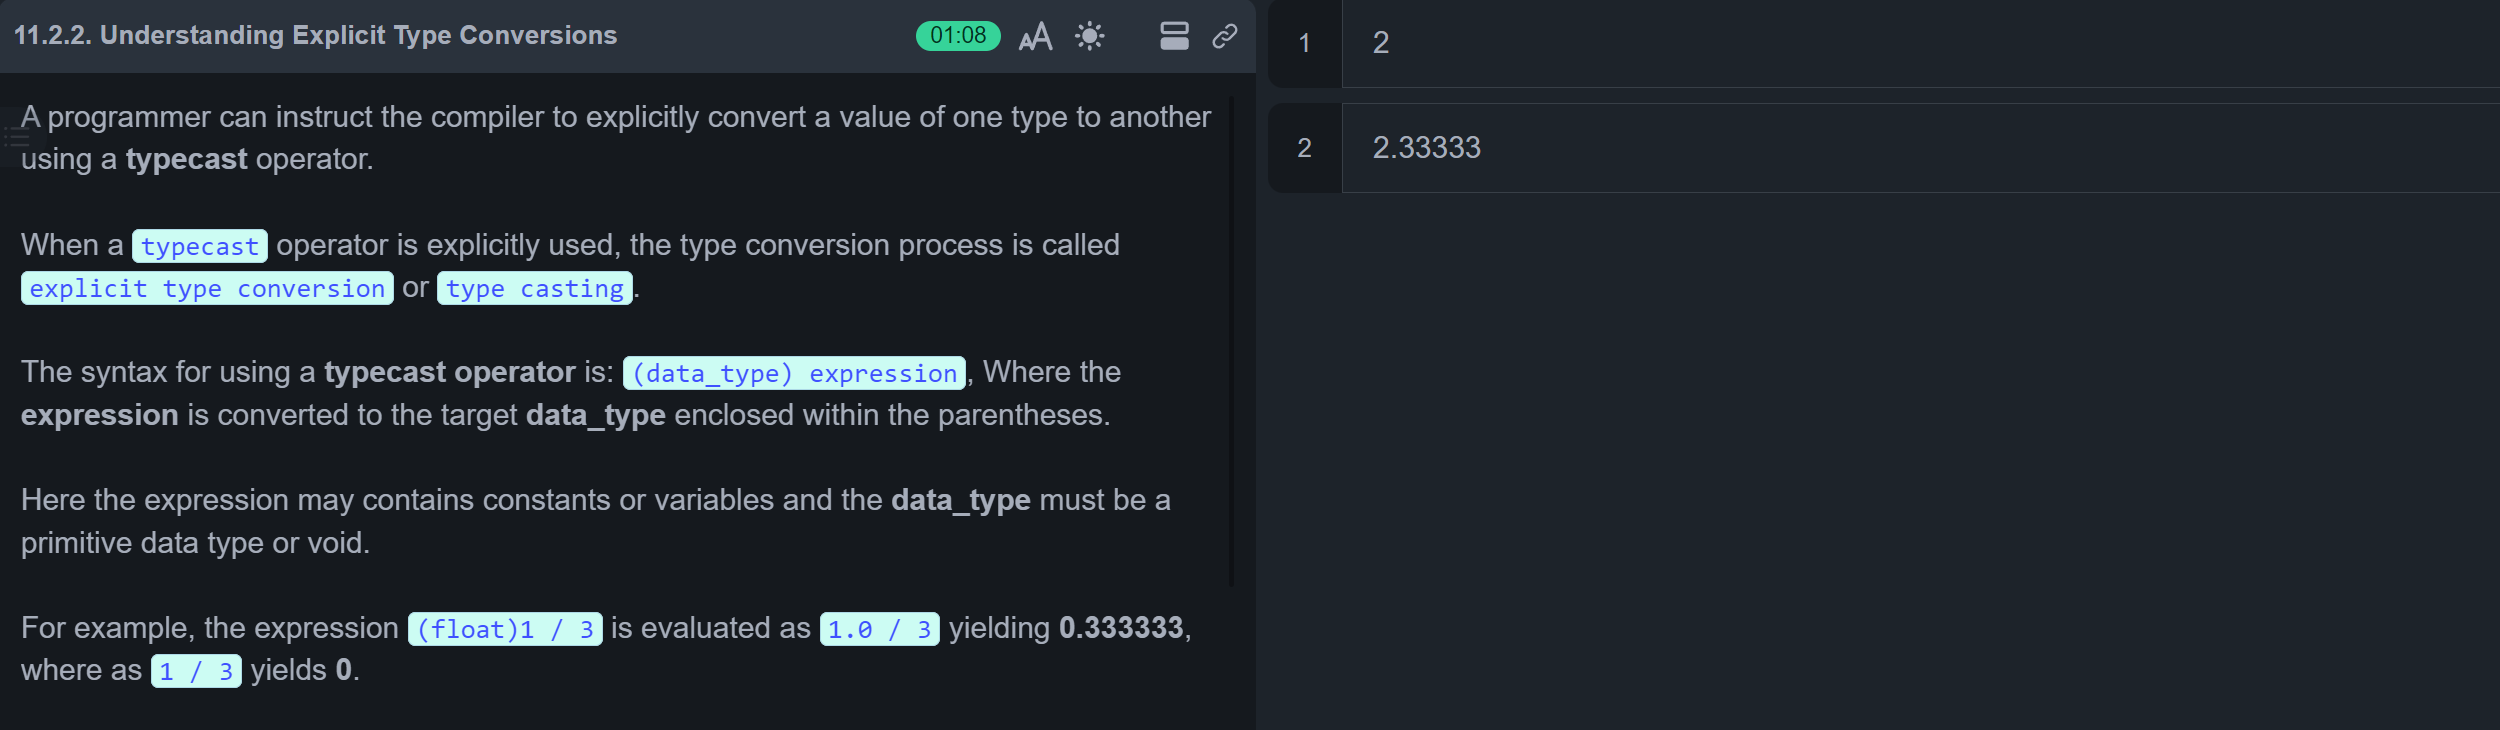 11.2.2. Understanding Explicit Type Conversions
01:08
A programmer can instruct the compiler to explicitly convert a value of one type to another
using a typecast operator.
When a typecast operator is explicitly used, the type conversion process is called
explicit type conversion or type casting.
The syntax for using a typecast operator is: (data_type) expression, Where the
expression is converted to the target data_type enclosed within the parentheses.
Here the expression may contains constants or variables and the data_type must be a
primitive data type or void.
For example, the expression (float)1 / 3 is evaluated as 1.0 / 3 yielding 0.333333,
where as 1 / 3 yields 0.
1 2
2 2.33333